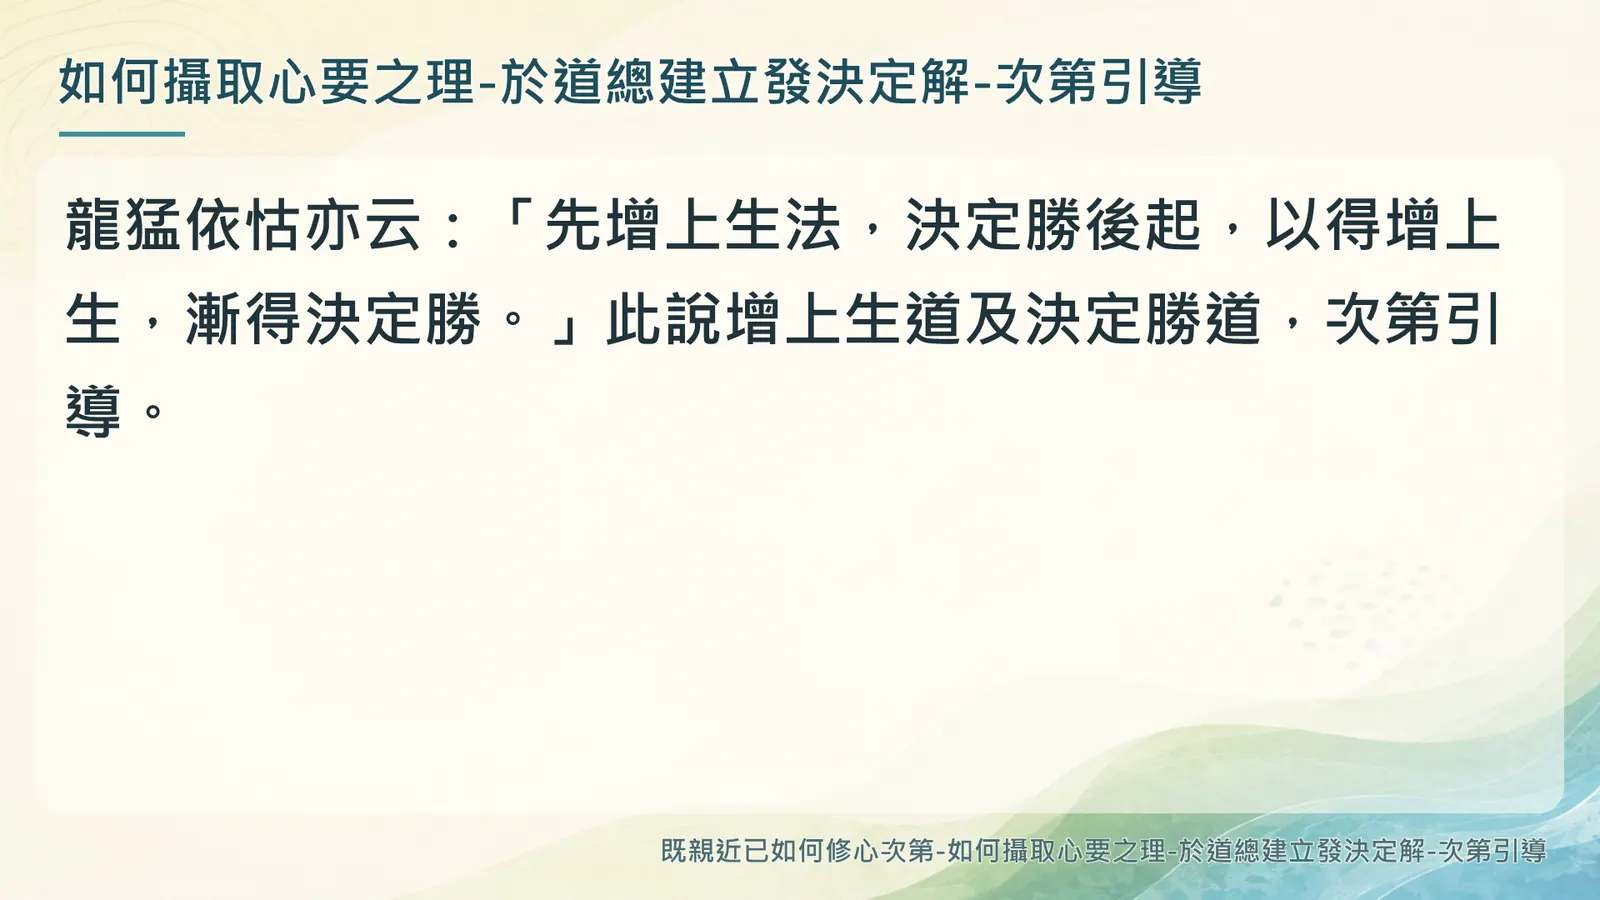 如何攝取心要之理-於道總建立發決定解-次第引導
龍猛依怙亦云：「先增上生法，決定勝後起，以得增上
生，漸得決定勝。」此說增上生道及決定勝道，次第引
導。
既親近已如何修心次第-如何攝取心要之理-於道總建立發決定解-次第引導